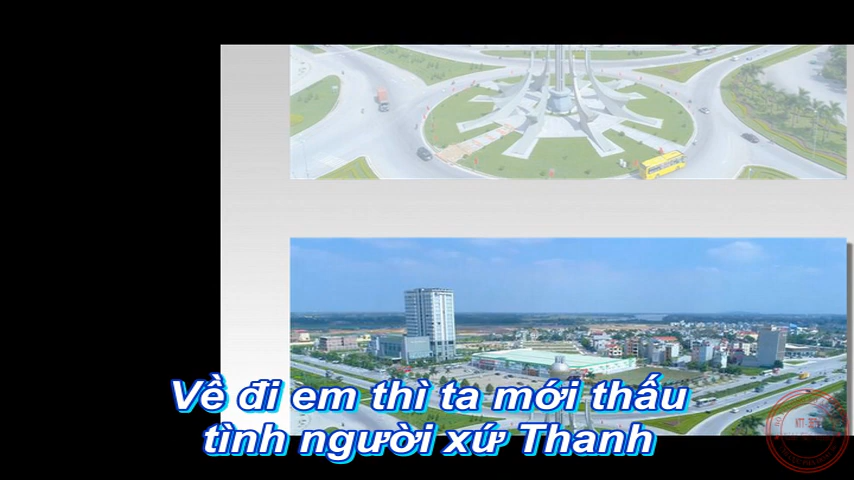 Về đi em thì ta mới thấu
tình người xứ Thanh